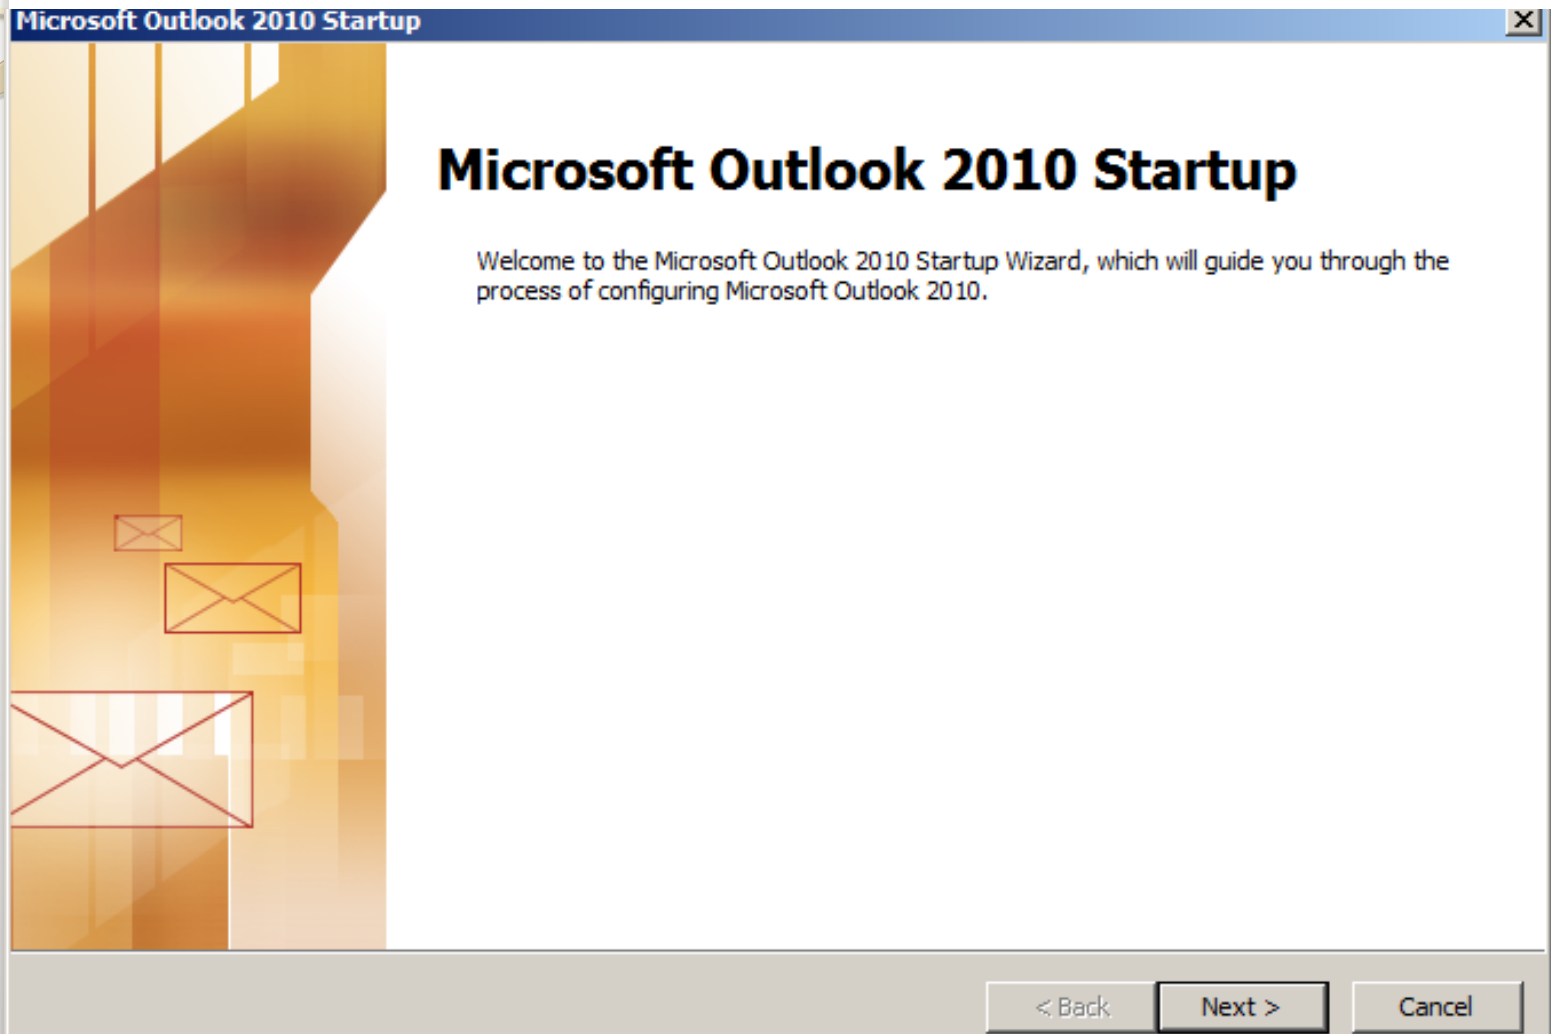 Microsoft Outlook 2010 Startup
Microsoft Outlook 2010 Startup
Welcome to the Microsoft Outlook 2010 Startup Wizard, which will guide you through the
process of configuring Microsoft Outlook 2010.
< Back Next > Cancel